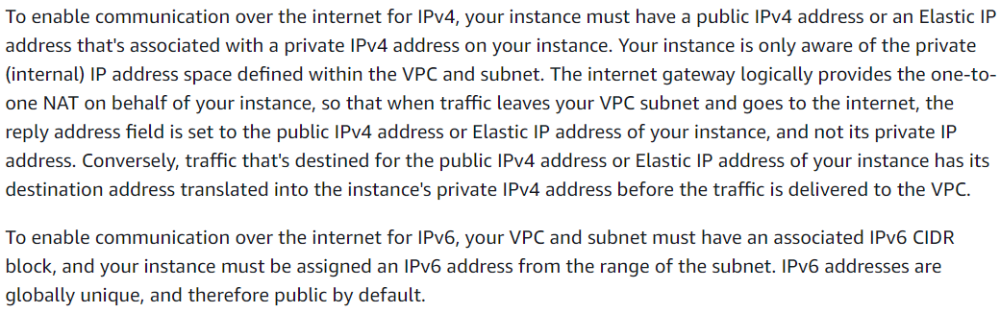 To enable communication over the internet for IPv4, your instance must have a public IPv4 address or an Elastic IP
address that's associated with a private IPv4 address on your instance. Your instance is only aware of the private
(internal) IP address space defined within the VPC and subnet. The internet gateway logically provides the one-to-
one NAT on behalf of your instance, so that when traffic leaves your VPC subnet and goes to the internet, the
reply address field is set to the public IPv4 address or Elastic IP address of your instance, and not its private IP
address. Conversely, traffic that's destined for the public IPv4 address or Elastic IP address of your instance has its
destination address translated into the instance's private IPv4 address before the traffic is delivered to the VPC.
To enable communication over the internet for IPv6, your VPC and subnet must have an associated IPv6 CIDR
block, and your instance must be assigned an IPv6 address from the range of the subnet. IPv6 addresses are
globally unique, and therefore public by default.